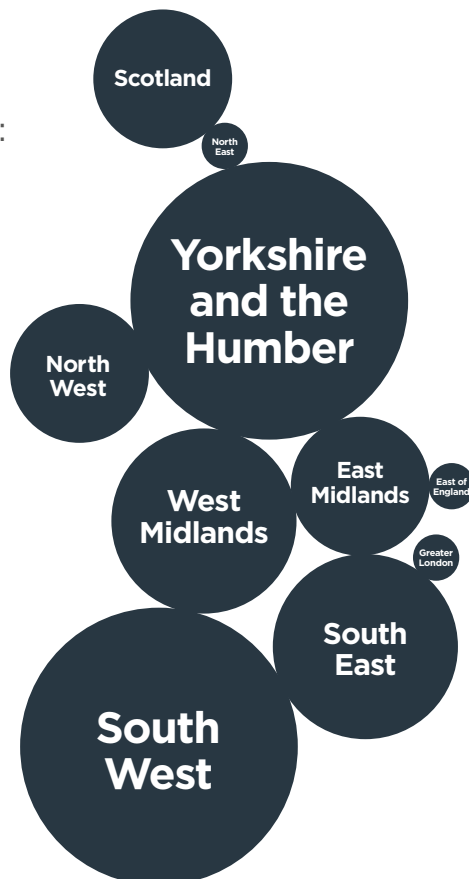 :
Scotland
North
East
Yorkshire
and the
Humber
North
West
East
Midlands
East of
England
West
Midlands
Greater
London
South
East
South
West